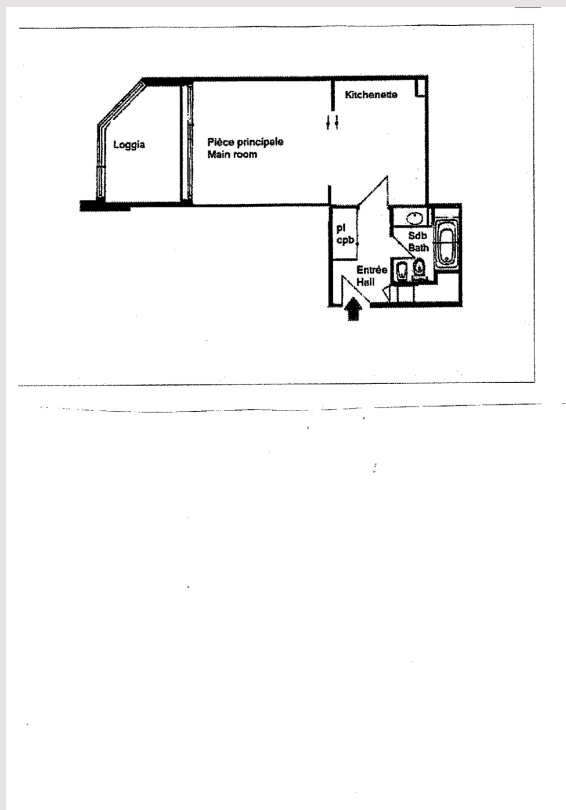 Kitchenette
Loggia
Pièce principale
Main room
pl
cpb
Sdb
Bath
Entrée
Hall